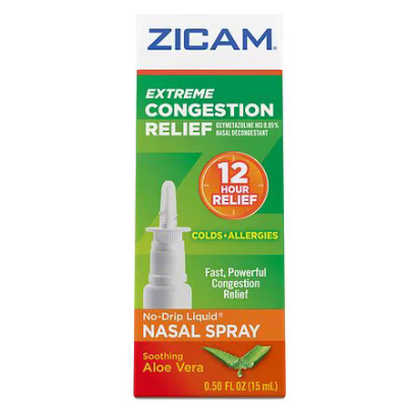 ZICAM®
EXTREME
CONGESTION
RELIEF
OXYMETAZOLINE HCl 0.05%
NASAL DECONGESTANT
12
HOUR
RELIEF
COLDS • ALLERGIES
Fast, Powerful
Congestion
Relief
No-Drip Liquid®
NASAL SPRAY
Soothing
Aloe Vera
0.50 FL OZ (15 mL)